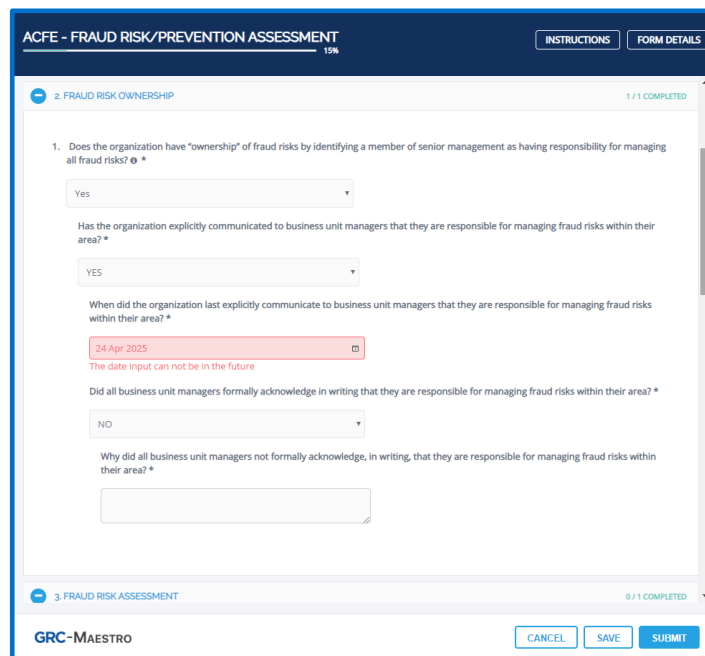 ACFE - FRAUD RISK/PREVENTION ASSESSMENT
15%
INSTRUCTIONS
FORM DETAILS
2. FRAUD RISK OWNERSHIP
1 / 1 COMPLETED
1. Does the organization have “ownership” of fraud risks by identifying a member of senior management as having responsibility for managing
all fraud risks? *
Yes
Has the organization explicitly communicated to business unit managers that they are responsible for managing fraud risks within their
area? *
YES
When did the organization last explicitly communicate to business unit managers that they are responsible for managing fraud risks
within their area? *
24 Apr 2025
The date input can not be in the future
Did all business unit managers formally acknowledge in writing that they are responsible for managing fraud risks within their area? *
NO
Why did all business unit managers not formally acknowledge, in writing, that they are responsible for managing fraud risks within
their area? *
3. FRAUD RISK ASSESSMENT
0 / 1 COMPLETED
GRC-MAESTRO
CANCEL
SAVE
SUBMIT